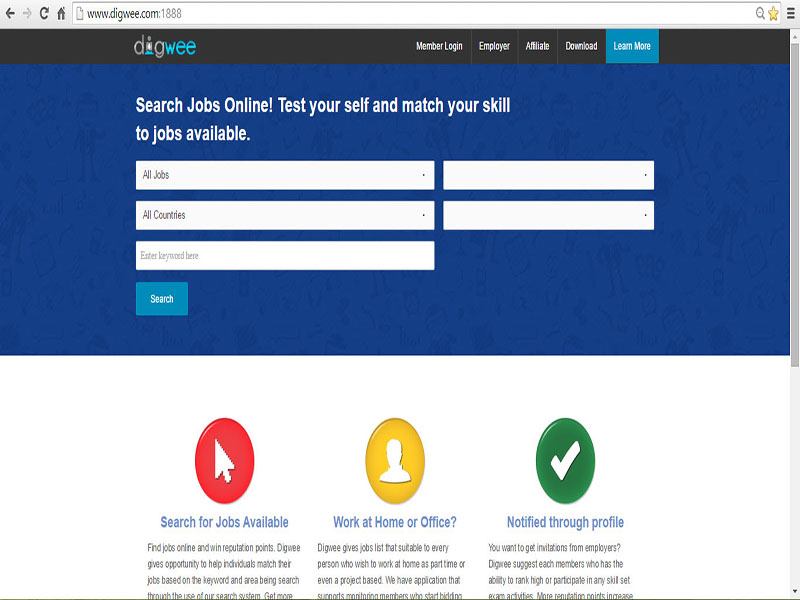 www.digwee.com:1888
digwee
Member Login Employer Affiliate Download Learn More
Search Jobs Online! Test your self and match your skill
to jobs available.
All Jobs
All Countries
Enter keyword here
Search
Search for Jobs Available
Find jobs online and win reputation points. Digwee
gives opportunity to help individuals match their
jobs based on the keyword and area being search
through the use of our search system. Get more
Work at Home or Office?
Digwee gives jobs list that suitable to every
person who wish to work at home as part time or
even a project based. We have application that
supports monitoring members who start bidding
Notified through profile
You want to get invitations from employers?
Digwee suggest each members who has the
ability to rank high or participate in any skill set
exam activities. More reputation points increase